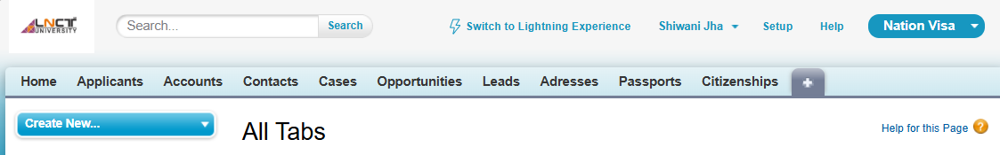 LNCT
UNIVERSITY
Search...
Search
Switch to Lightning Experience
Shiwani Jha
Setup
Help
Nation Visa
Home Applicants Accounts Contacts Cases Opportunities Leads Adresses Passports Citizenships
Create New...
All Tabs
Help for this Page